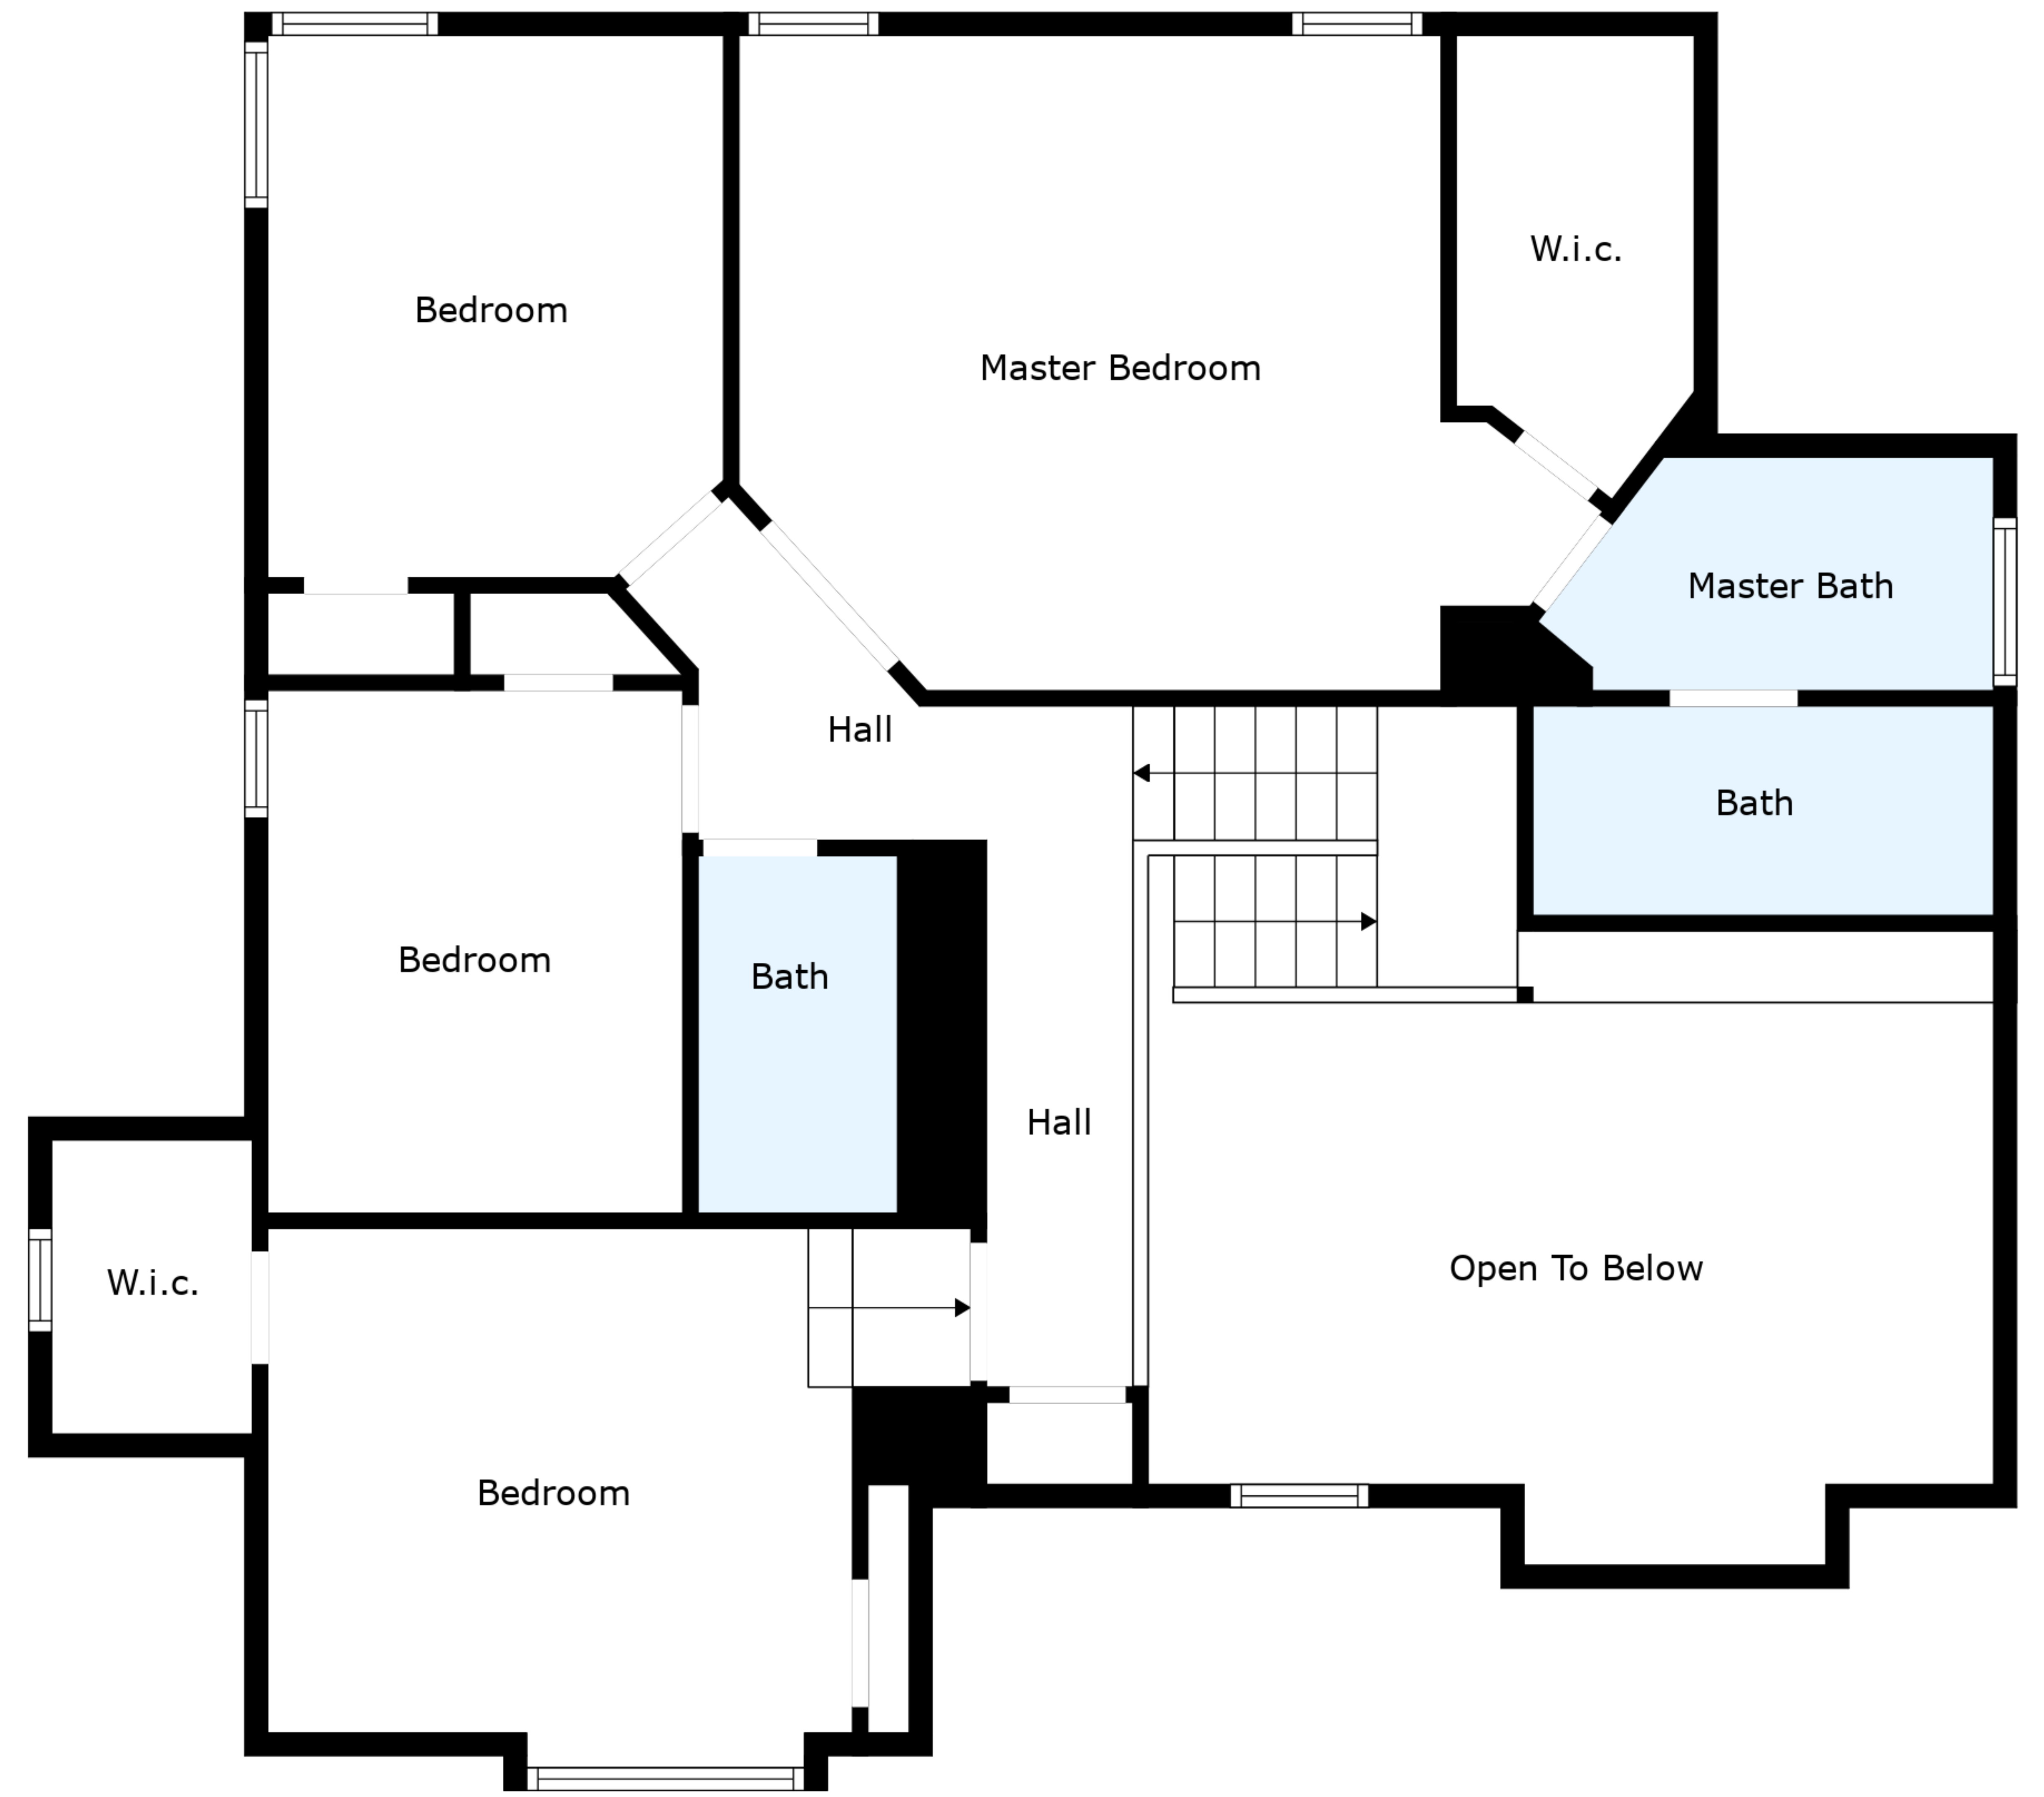 W.i.c.
Bedroom
Master Bedroom
Master Bath
Hall
Bath
Bedroom
Bath
Hall
Open To Below
W.i.c.
Bedroom